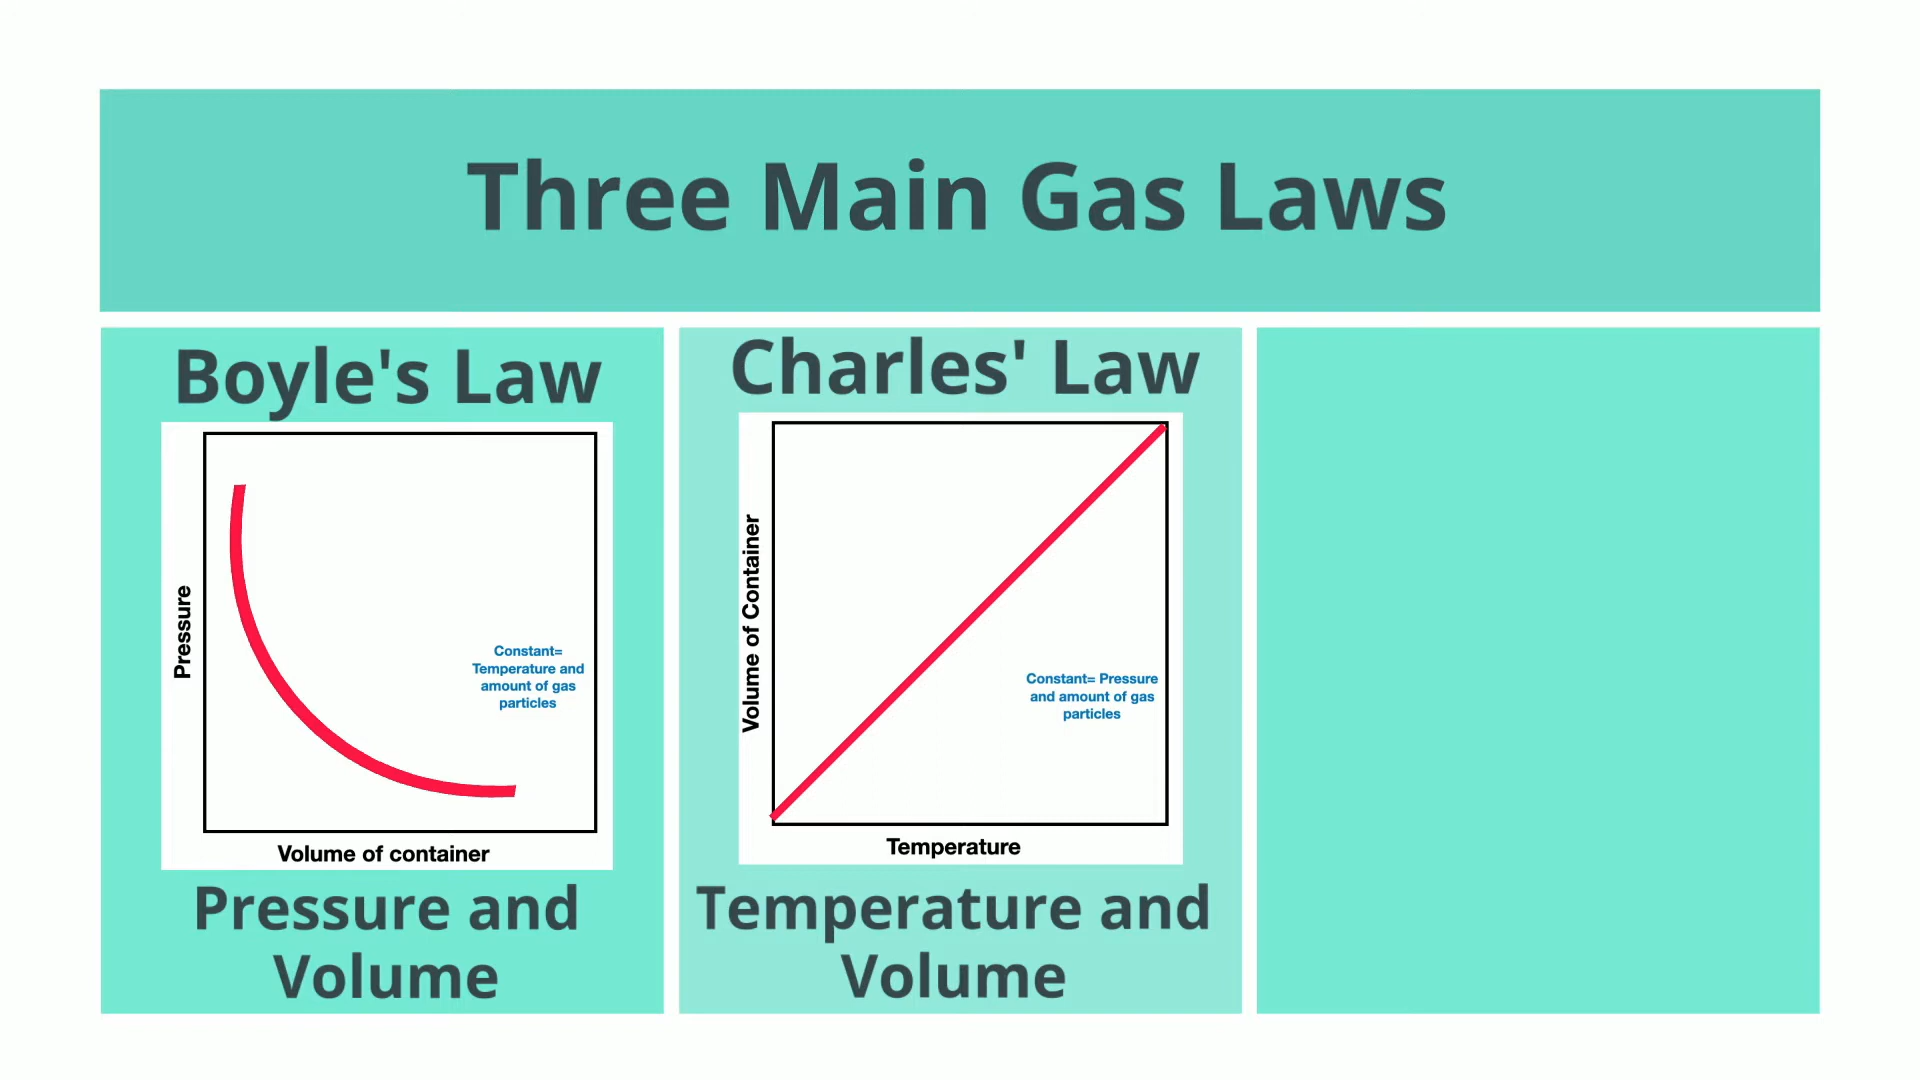 Three Main Gas Laws
Boyle's Law
Pressure
Constant=
Temperature and
amount of gas
particles
Volume of container
Pressure and
Volume
Charles' Law
Volume of Container
Constant= Pressure
and amount of gas
particles
Temperature
Temperature and
Volume